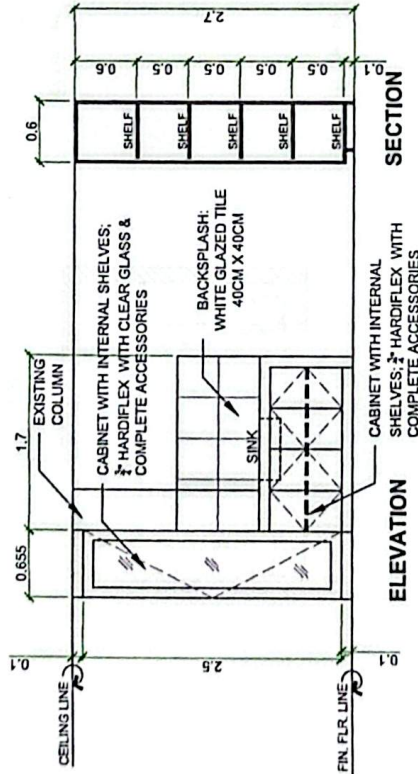 CEILING LINE
0.1
0.655
1.7
EXISTING
COLUMN
CABINET WITH INTERNAL SHELVES;
¾" HARDIFLEX WITH CLEAR GLASS &
COMPLETE ACCESSORIES
BACKSPLASH:
WHITE GLAZED TILE
40CM X 40CM
SINK
2.5
FIN. FLR. LINE
0.1
ELEVATION
CABINET WITH INTERNAL
SHELVES; ¾" HARDIFLEX WITH
COMPLETE ACCESSORIES
0.6
SHELF
SHELF
SHELF
SHELF
SHELF
0.6
0.5
0.5
0.5
0.5
0.1
2.7
SECTION